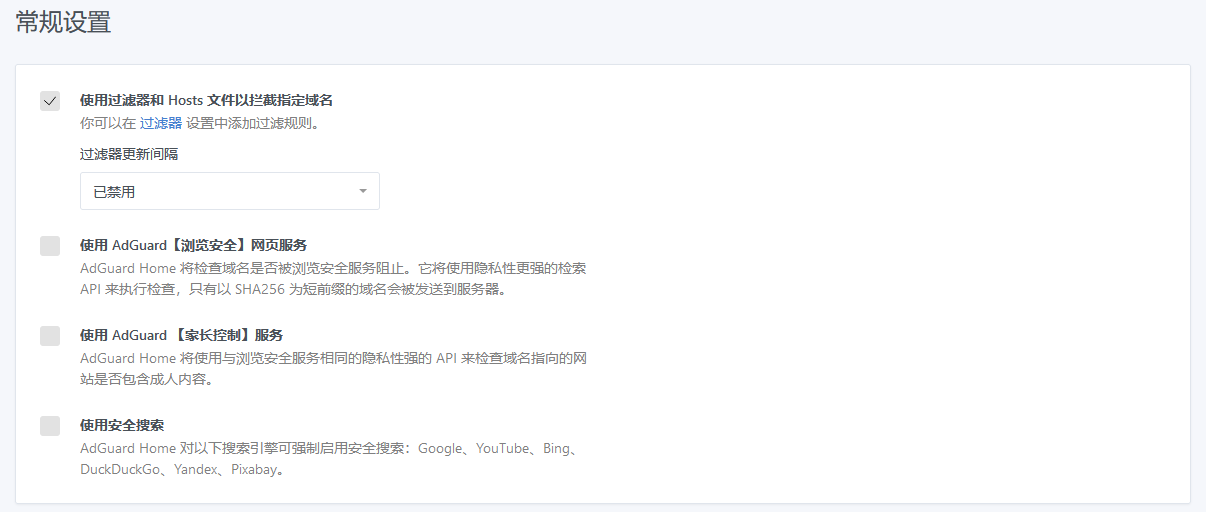 常规设置
使用过滤器和 Hosts 文件以拦截指定域名
你可以在 过滤器 设置中添加过滤规则。
过滤器更新间隔
已禁用
使用 AdGuard【浏览安全】网页服务
AdGuard Home 将检查域名是否被浏览安全服务阻止。它将使用隐私性更强的检索
API 来执行检查，只有以 SHA256 为短前缀的域名会被发送到服务器。
使用 AdGuard 【家长控制】服务
AdGuard Home 将使用与浏览安全服务相同的隐私性强的 API 来检查域名指向的网
站是否包含成人内容。
使用安全搜索
AdGuard Home 对以下搜索引擎可强制启用安全搜索：Google、YouTube、Bing、
DuckDuckGo、Yandex、Pixabay。